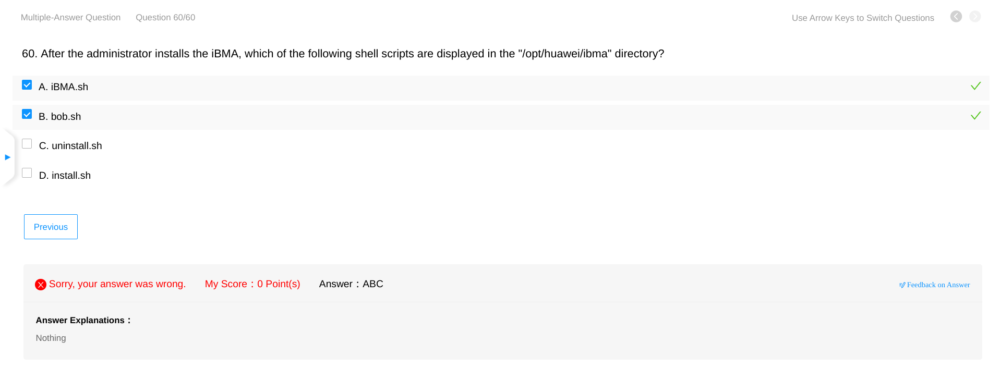 Multiple-Answer Question Question 60/60 Use Arrow Keys to Switch Questions
60. After the administrator installs the iBMA, which of the following shell scripts are displayed in the "/opt/huawei/ibma" directory?
A. iBMA.sh
B. bob.sh
C. uninstall.sh
D. install.sh
Previous
Sorry, your answer was wrong. My Score：0 Point(s) Answer：ABC Feedback on Answer
Answer Explanations：
Nothing